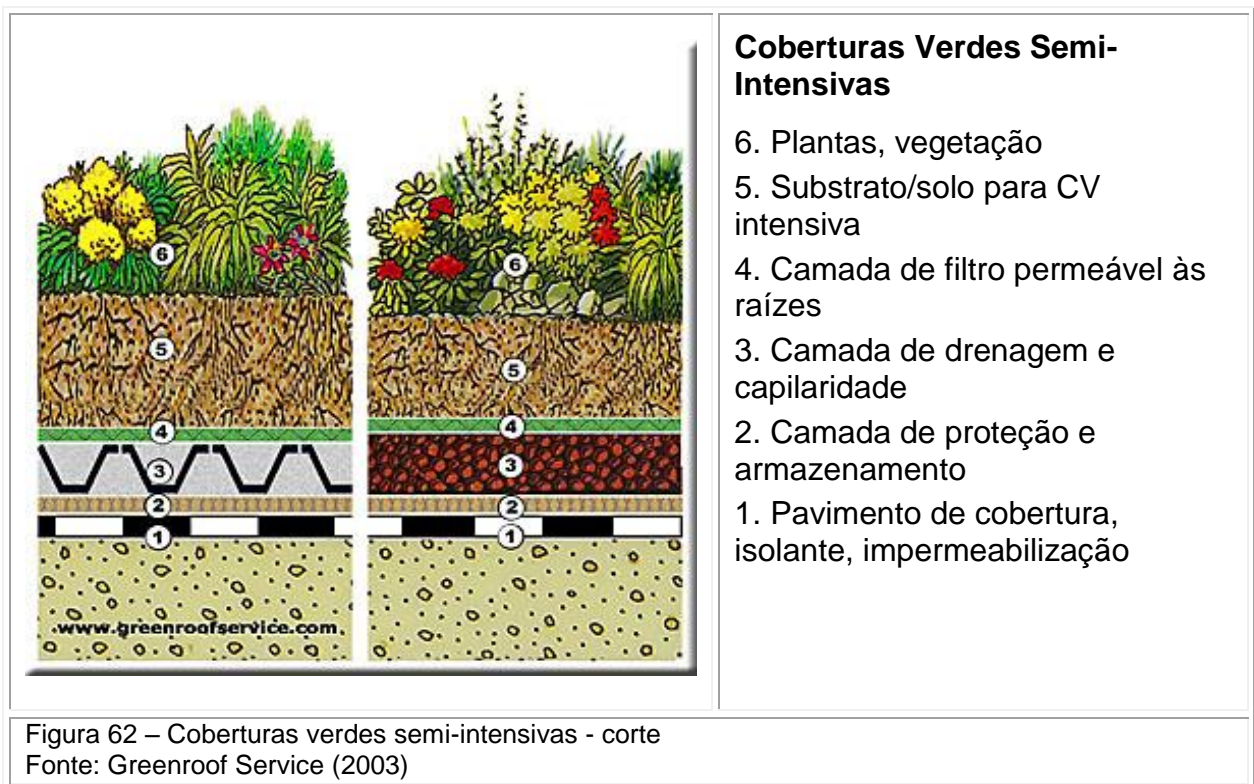 6
5
4
3
2
1
www.greenroofservice.com
6
5
4
3
2
1
Coberturas Verdes Semi-
Intensivas
6. Plantas, vegetação
5. Substrato/solo para CV
intensiva
4. Camada de filtro permeável às
raízes
3. Camada de drenagem e
capilaridade
2. Camada de proteção e
armazenamento
1. Pavimento de cobertura,
isolante, impermeabilização
Figura 62 – Coberturas verdes semi-intensivas - corte
Fonte: Greenroof Service (2003)